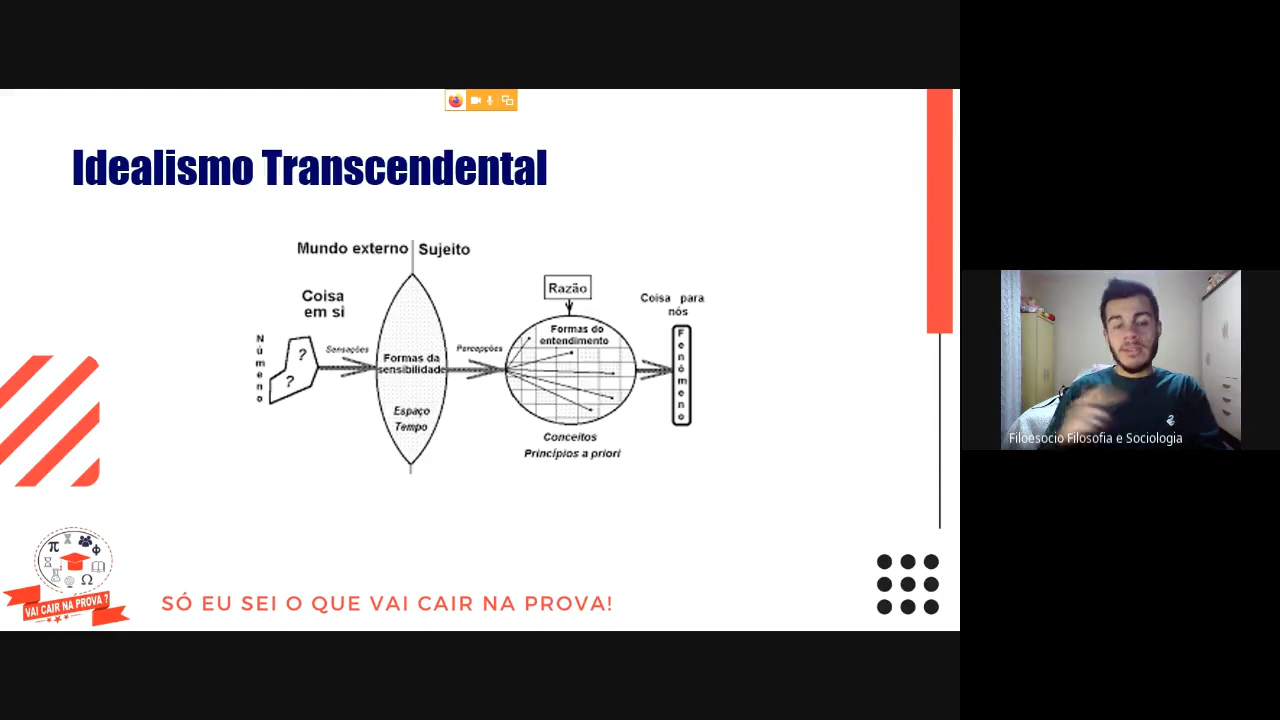 Idealismo Transcendental
Mundo externo Sujeito
Coisa
em si
Númeno
?
?
Sensações
Formas da
sensibilidade
Espaço
Tempo
Percepções
Razão
Formas do
entendimento
Conceitos
Princípios a priori
Coisa para
nós
Fenômeno
π
Φ
Ω
VAI CAIR NA PROVA ?
SÓ EU SEI O QUE VAI CAIR NA PROVA!
Filoesocio Filosofia e Sociologia